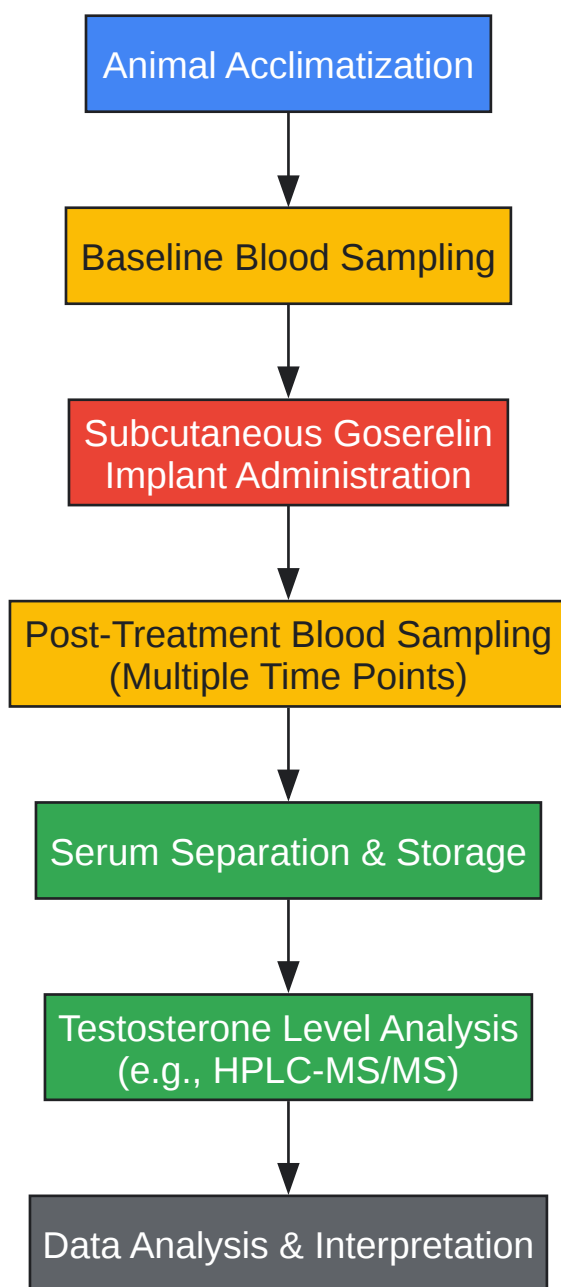 Animal Acclimatization
Baseline Blood Sampling
Subcutaneous Goserelin
Implant Administration
Post-Treatment Blood Sampling
(Multiple Time Points)
Serum Separation & Storage
Testosterone Level Analysis
(e.g., HPLC-MS/MS)
Data Analysis & Interpretation